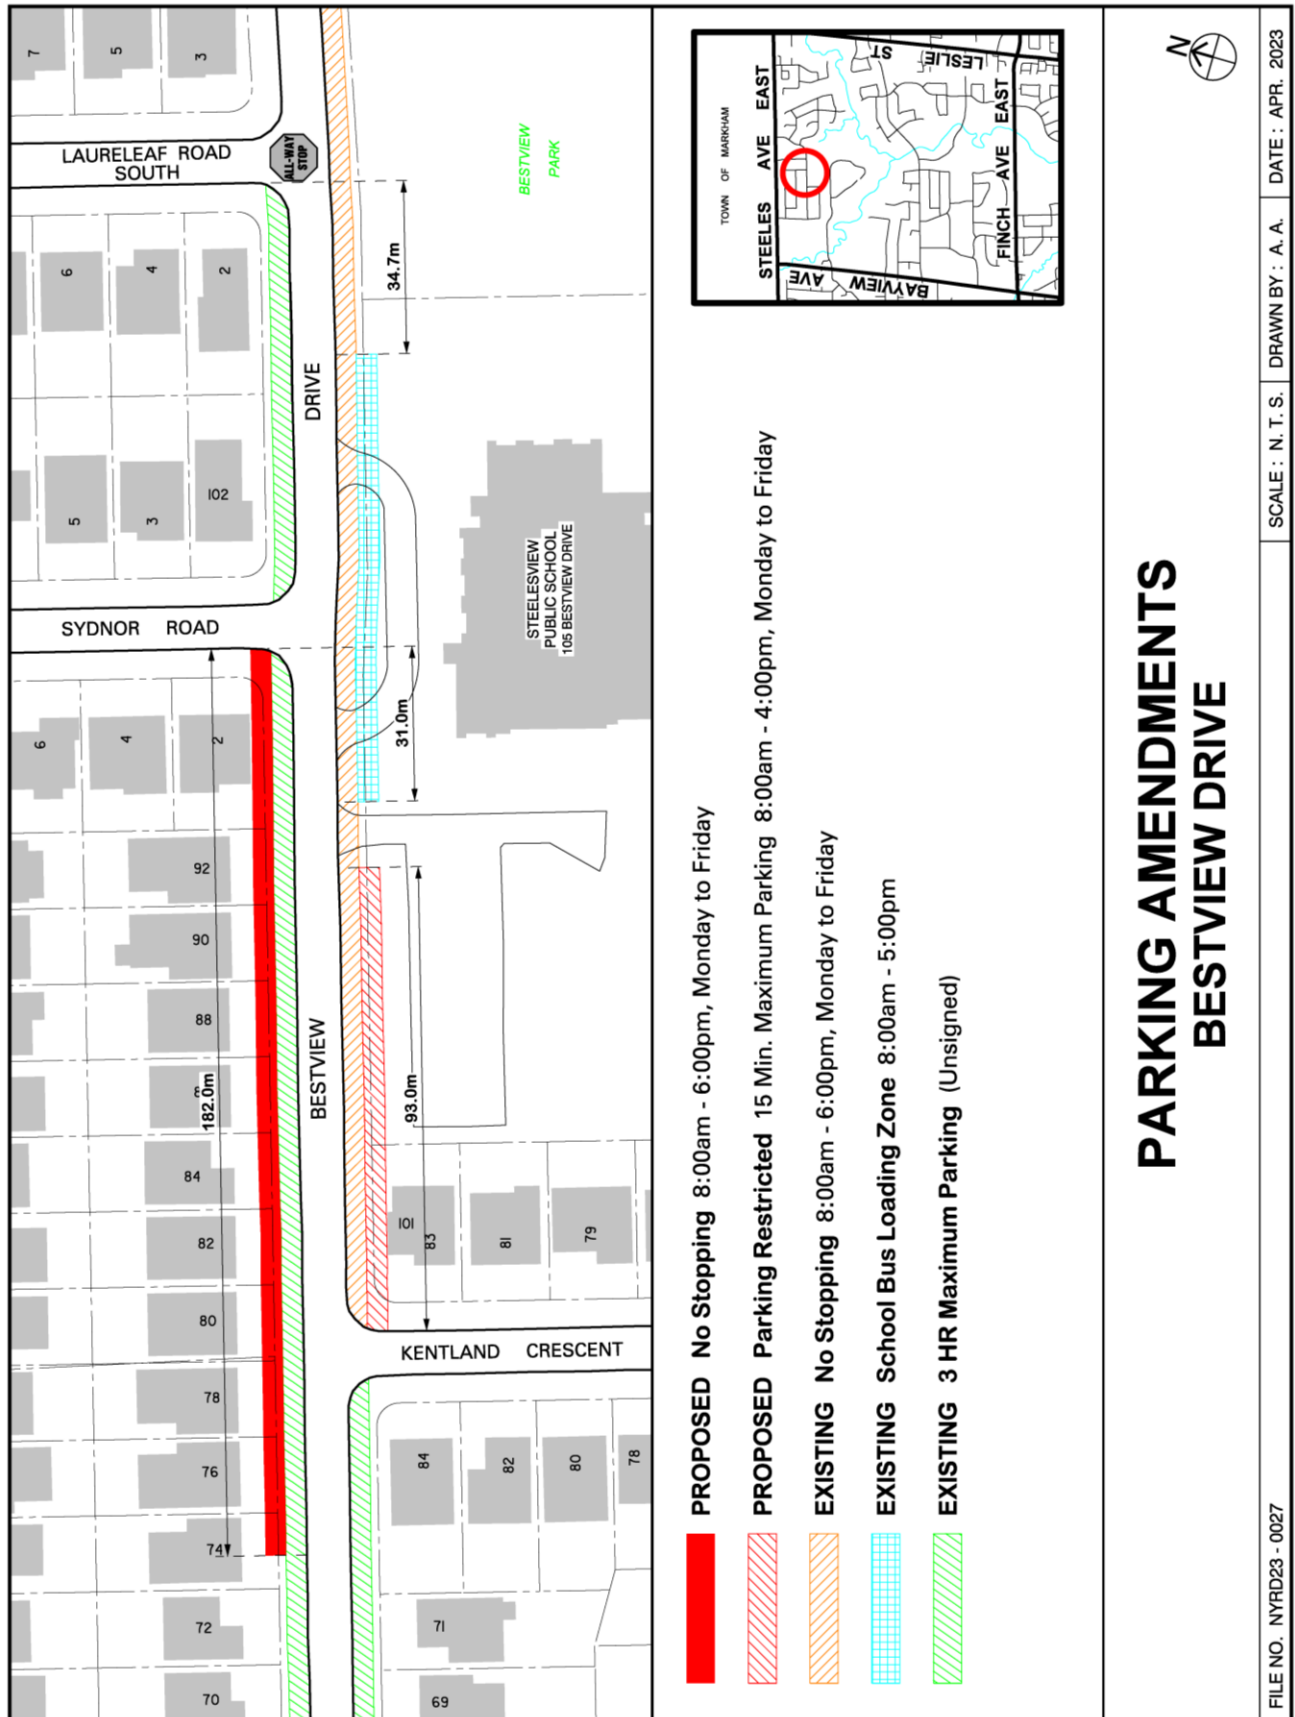 7
5
3
LAURELEAF ROAD
SOUTH
ALL-WAY
STOP
6
4
2
34.7m
BESTVIEW
PARK
DRIVE
5
3
102
STEELESVIEW
PUBLIC SCHOOL
105 BESTVIEW DRIVE
SYDNOR ROAD
31.0m
6
4
2
92
90
88
182.0m
84
82
80
78
76
74
72
70
BESTVIEW
93.0m
101
83
81
79
KENTLAND CRESCENT
84
82
80
78
71
69
PROPOSED No Stopping 8:00am - 6:00pm, Monday to Friday
PROPOSED Parking Restricted 15 Min. Maximum Parking 8:00am - 4:00pm, Monday to Friday
EXISTING No Stopping 8:00am - 6:00pm, Monday to Friday
EXISTING School Bus Loading Zone 8:00am - 5:00pm
EXISTING 3 HR Maximum Parking (Unsigned)
TOWN OF MARKHAM
STEELES AVE EAST
LESLIE ST
BAYVIEW AVE
FINCH AVE EAST
N
PARKING AMENDMENTS
BESTVIEW DRIVE
FILE NO. NYRD23 - 0027
SCALE : N. T. S.
DRAWN BY : A. A.
DATE : APR. 2023